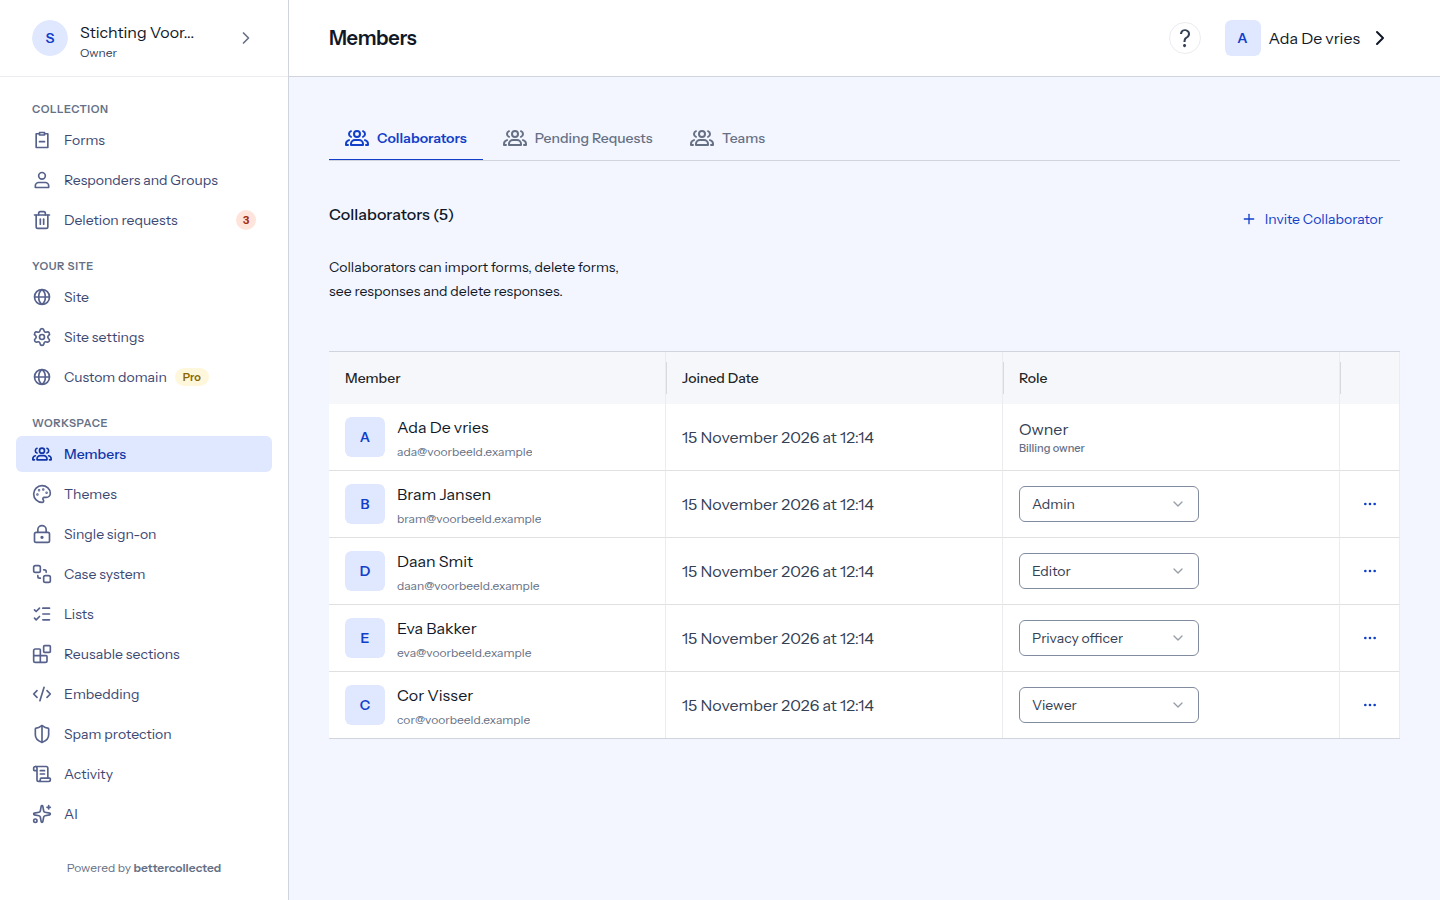 S
Stichting Voor...
Owner
COLLECTION
Forms
Responders and Groups
Deletion requests
3
YOUR SITE
Site
Site settings
Custom domain
Pro
WORKSPACE
Members
Themes
Single sign-on
Case system
Lists
Reusable sections
Embedding
Spam protection
Activity
AI
Powered by bettercollected
Members
?
A
Ada De vries
Collaborators
Pending Requests
Teams
Collaborators (5)
+ Invite Collaborator
Collaborators can import forms, delete forms,
see responses and delete responses.
Member
Joined Date
Role
A
Ada De vries
ada@voorbeeld.example
15 November 2026 at 12:14
Owner
Billing owner
B
Bram Jansen
bram@voorbeeld.example
15 November 2026 at 12:14
Admin
D
Daan Smit
daan@voorbeeld.example
15 November 2026 at 12:14
Editor
E
Eva Bakker
eva@voorbeeld.example
15 November 2026 at 12:14
Privacy officer
C
Cor Visser
cor@voorbeeld.example
15 November 2026 at 12:14
Viewer